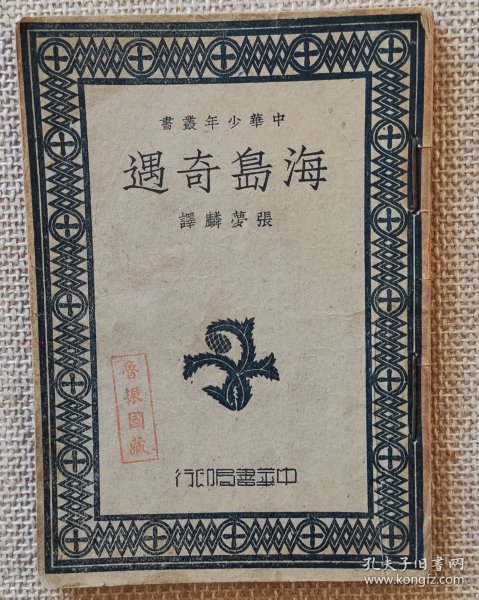 中華少年叢書
海島奇遇
張夢麟譯
魯振國藏
中華書局印行
孔夫子旧书网
www.kongfz.com